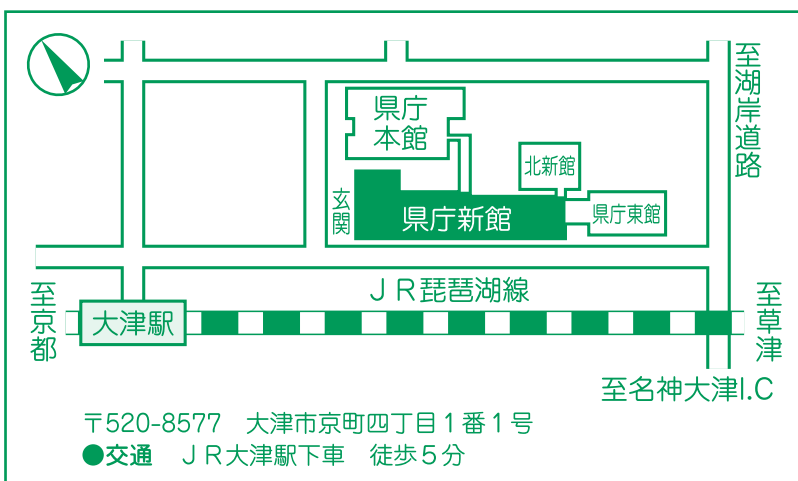 至湖岸道路
県庁
本館
北新館
玄関
県庁新館
県庁東館
ＪＲ琵琶湖線
至京都
大津駅
至草津
至名神大津I.C
〒520-8577　大津市京町四丁目１番１号
●交通　ＪＲ大津駅下車　徒歩５分